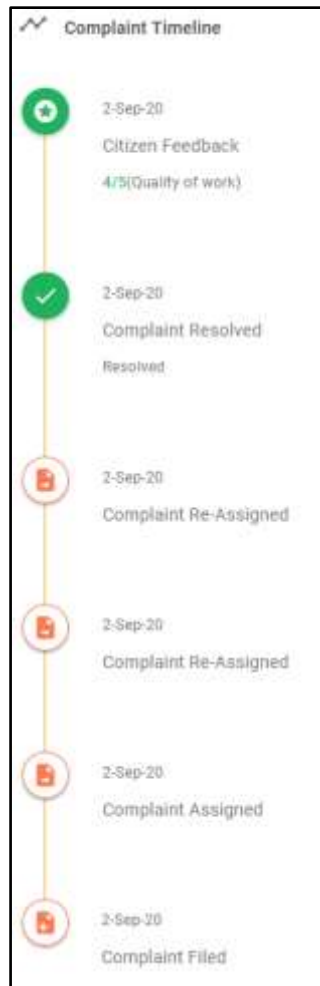 Complaint Timeline
2-Sep-20
Citizen Feedback
4/5(Quality of work)
2-Sep-20
Complaint Resolved
Resolved
2-Sep-20
Complaint Re-Assigned
2-Sep-20
Complaint Re-Assigned
2-Sep-20
Complaint Assigned
2-Sep-20
Complaint Filed